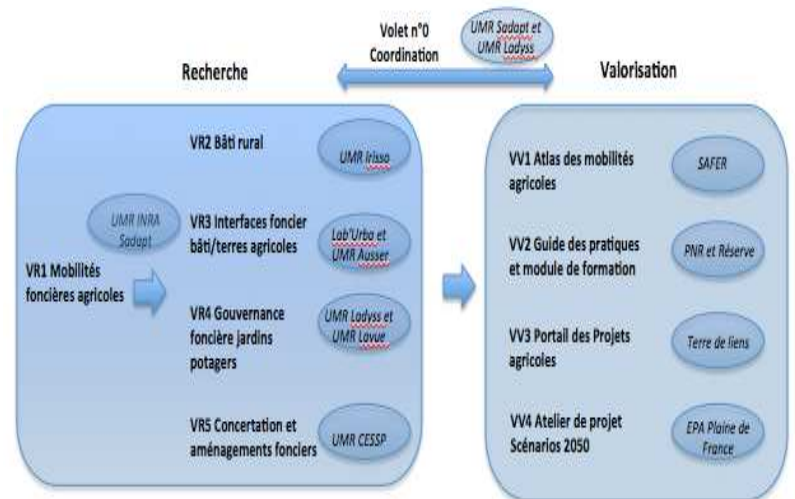 Volet n°0
Coordination
UMR Sadapt et
UMR Ladyss
Recherche
Valorisation
VR1 Mobilités
foncières agricoles
UMR INRA
Sadapt
VR2 Bâti rural
UMR Irisso
VR3 Interfaces foncier
bâti/terres agricoles
Lab'Urba et
UMR Ausser
VR4 Gouvernance
foncière jardins
potagers
UMR Ladyss et
UMR Lavue
VR5 Concertation et
aménagements fonciers
UMR CESSP
VV1 Atlas des mobilités
agricoles
SAFER
VV2 Guide des pratiques
et module de formation
PNR et Réserve
VV3 Portail des Projets
agricoles
Terre de liens
VV4 Atelier de projet
Scénarios 2050
EPA Plaine de
France